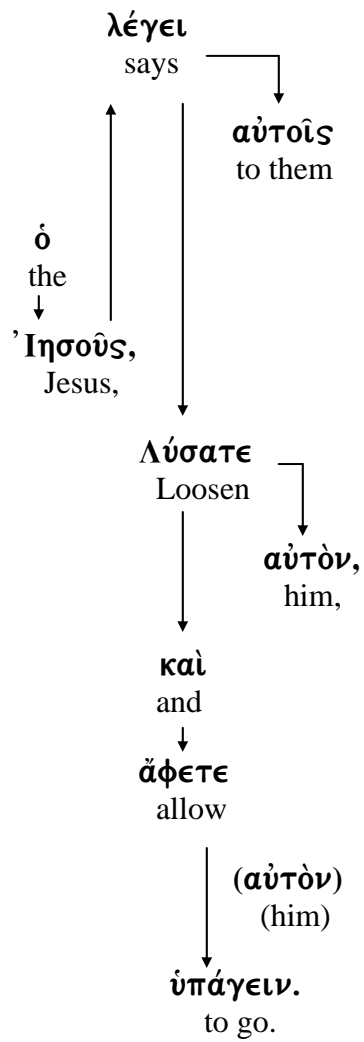 λέγει
says
αὐτοῖς
to them
ὁ
the
Ἰησοῦς,
Jesus,
Λύσατε
Loosen
αὐτὸν,
him,
καὶ
and
ἄφετε
allow
(αὐτὸν)
(him)
ὑπάγειν.
to go.